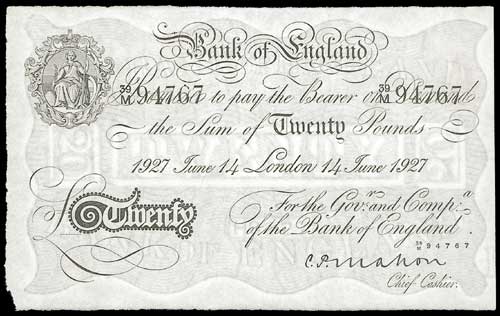 Bank of England
39/M 94767 39/M 94767
to pay the Bearer on Demand
the Sum of Twenty Pounds
1927 June 14 London 14 June 1927
£Twenty
For the Govr. and Compa.
of the Bank of England.
39/M 94767
C.P. Mahon
Chief Cashier.